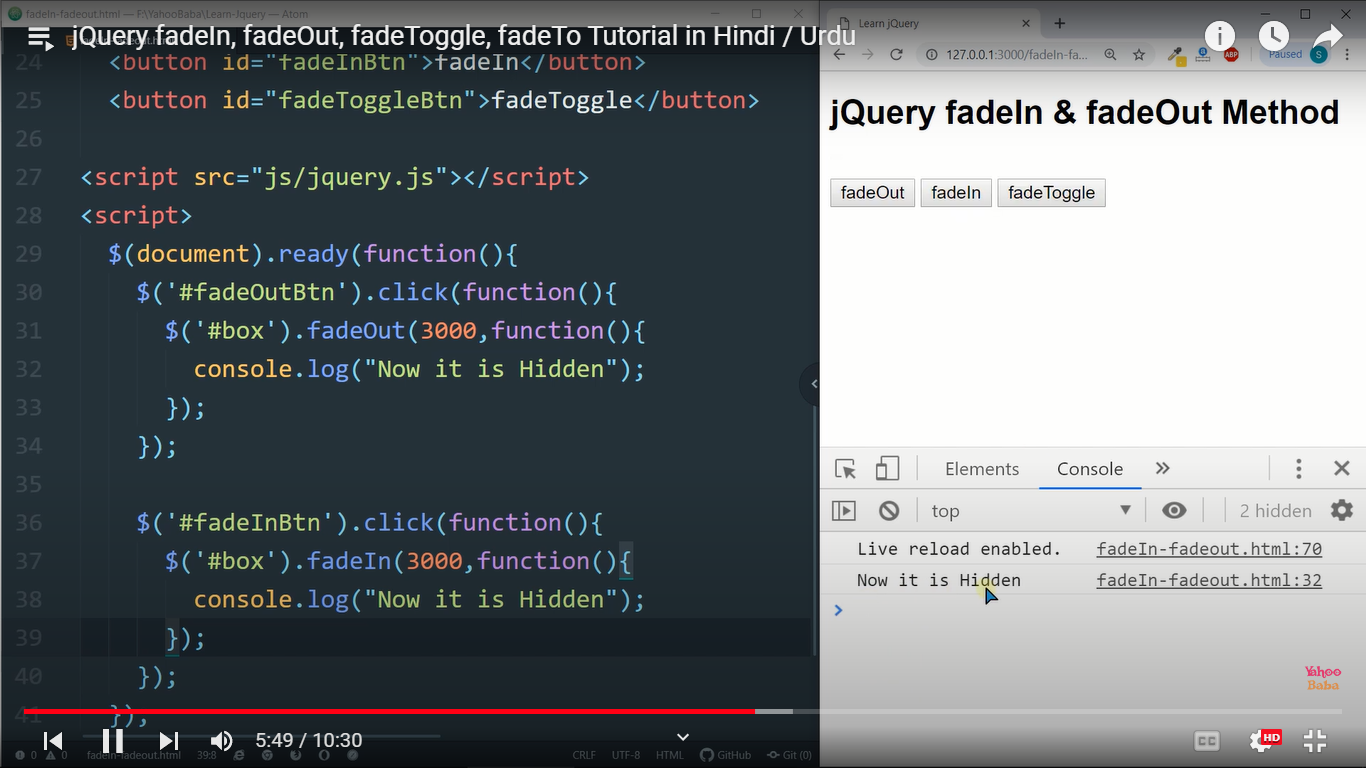 fadeIn-fadeout.html — F:\YahooBaba\Learn-Jquery — Atom
jQuery fadeIn, fadeOut, fadeToggle, fadeTo Tutorial in Hindi / Urdu
24 <button id="fadeInBtn">fadeIn</button>
25 <button id="fadeToggleBtn">fadeToggle</button>
26
27 <script src="js/jquery.js"></script>
28 <script>
29 $(document).ready(function(){
30 $('#fadeOutBtn').click(function(){
31 $('#box').fadeOut(3000,function(){
32 console.log("Now it is Hidden");
33 });
34 });
35
36 $('#fadeInBtn').click(function(){
37 $('#box').fadeIn(3000,function(){
38 console.log("Now it is Hidden");
39 });
40 });
41 });
5:49 / 10:30
fadeIn-fadeout.html 39:8
CRLF UTF-8 HTML GitHub Git (0)
Learn jQuery
127.0.0.1:3000/fadeIn-fa...
ABP
Paused S
jQuery fadeIn & fadeOut Method
fadeOut fadeIn fadeToggle
Elements Console »
top 2 hidden
Live reload enabled. fadeIn-fadeout.html:70
Now it is Hidden fadeIn-fadeout.html:32
Yahoo
Baba
CC HD